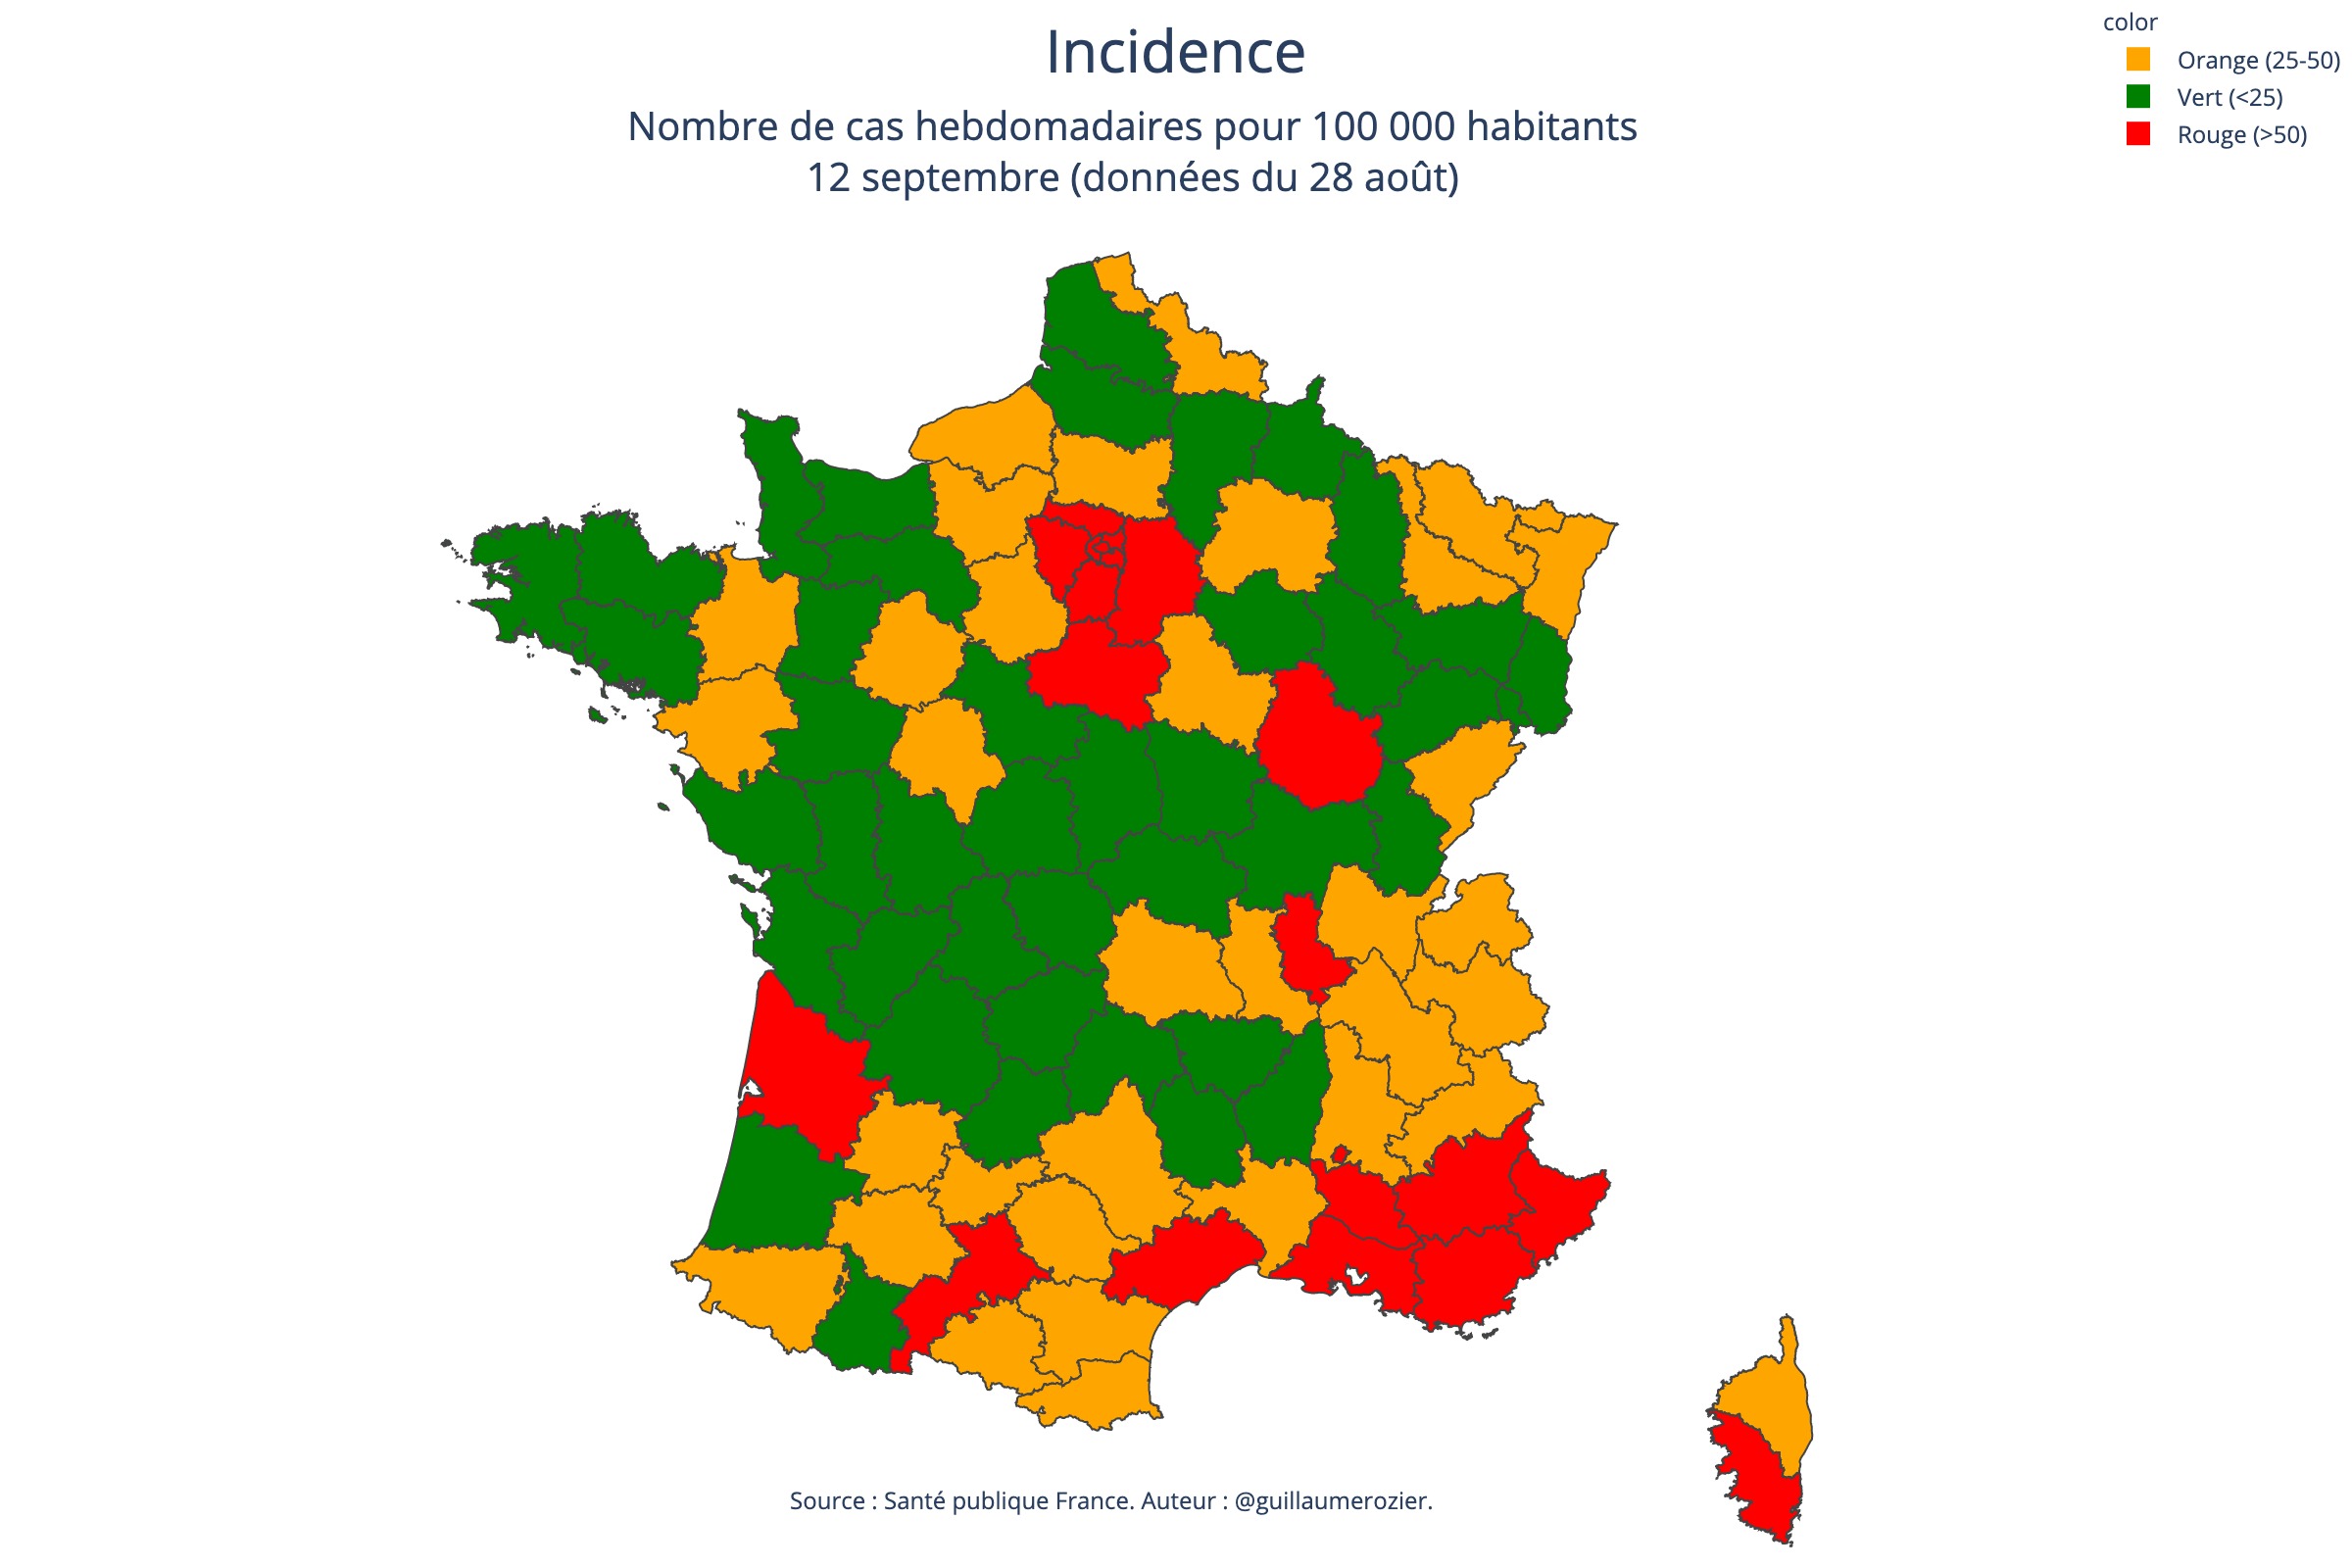 Incidence
Nombre de cas hebdomadaires pour 100 000 habitants
12 septembre (données du 28 août)
color
Orange (25-50)
Vert (<25)
Rouge (>50)
Source : Santé publique France. Auteur : @guillaumerozier.